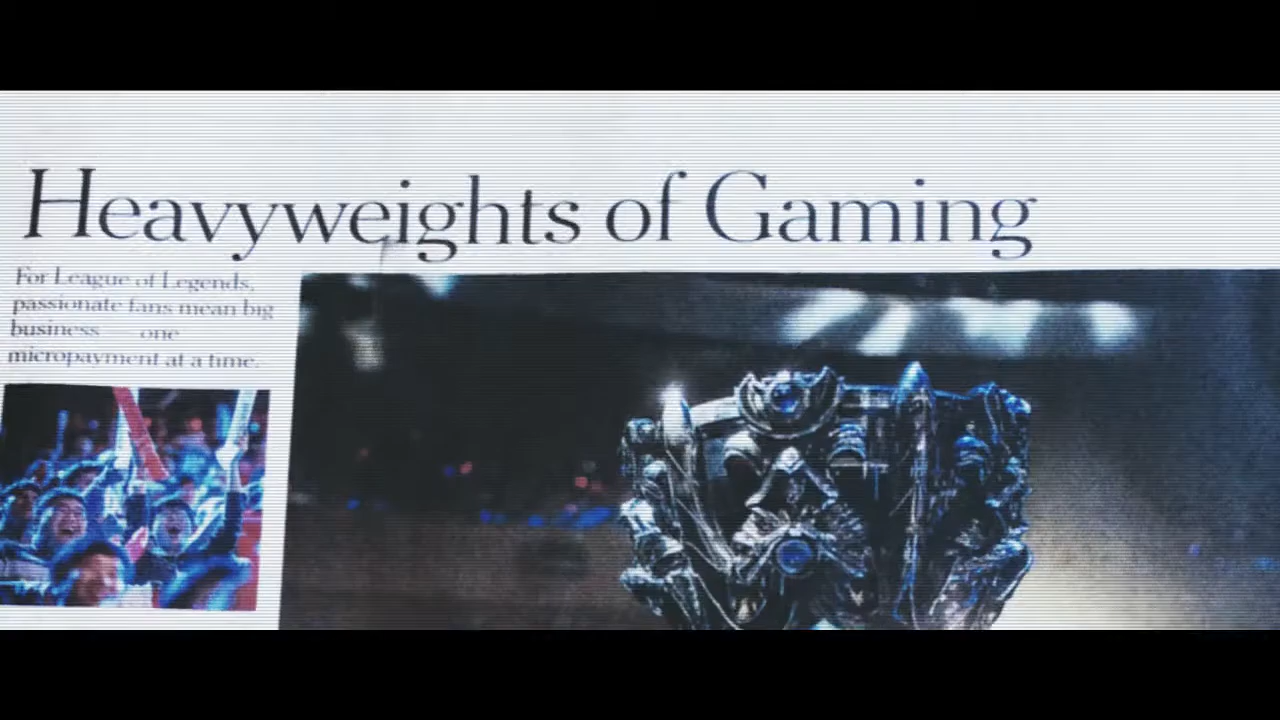 Heavyweights of Gaming
For League of Legends,
passionate fans mean big
business — one
micropayment at a time.